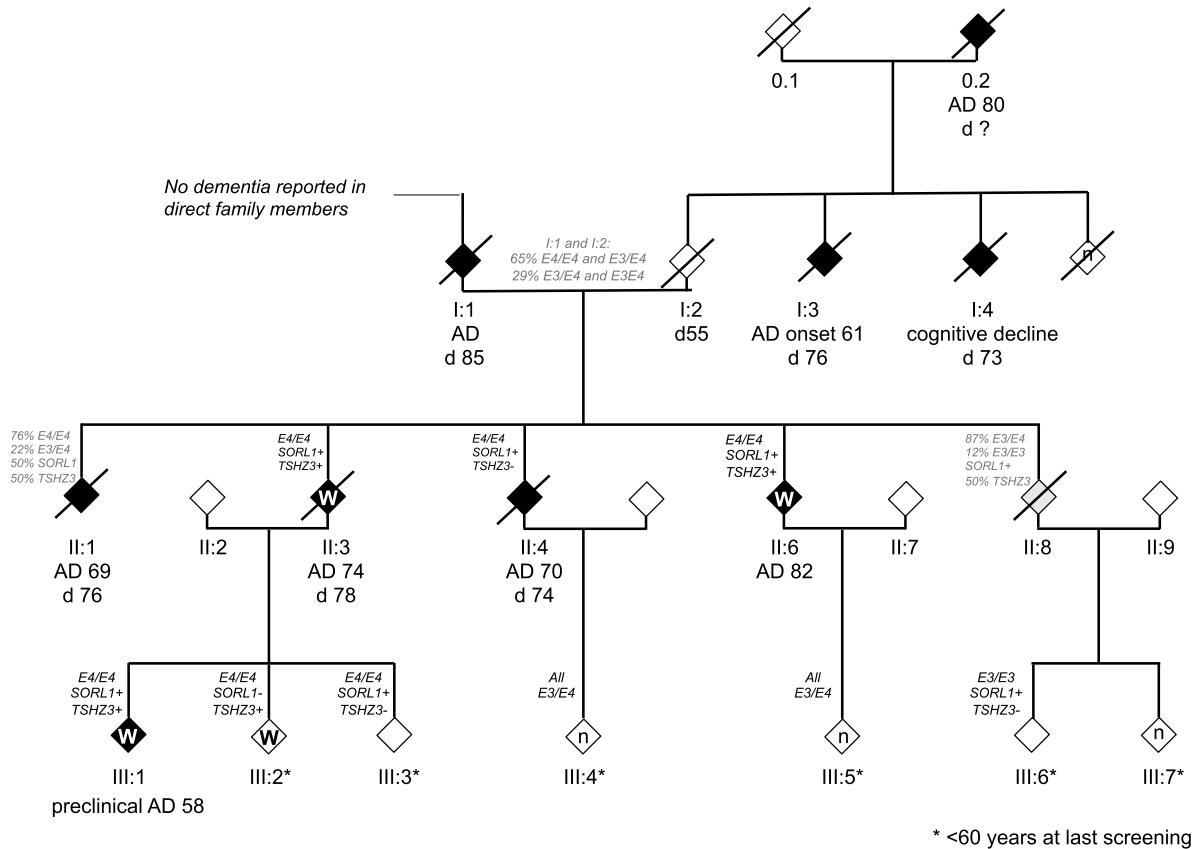 0.1
0.2
AD 80
d ?
No dementia reported in
direct family members
I:1 and I:2:
65% E4/E4 and E3/E4
29% E3/E4 and E3E4
n
I:1
AD
d 85
I:2
d55
I:3
AD onset 61
d 76
I:4
cognitive decline
d 73
76% E4/E4
22% E3/E4
50% SORL1
50% TSHZ3
E4/E4
SORL1+
TSHZ3+
E4/E4
SORL1+
TSHZ3-
E4/E4
SORL1+
TSHZ3+
87% E3/E4
12% E3/E3
SORL1+
50% TSHZ3
W
W
II:1
AD 69
d 76
II:2
II:3
AD 74
d 78
II:4
AD 70
d 74
II:6
AD 82
II:7
II:8
II:9
E4/E4
SORL1+
TSHZ3+
E4/E4
SORL1-
TSHZ3+
E4/E4
SORL1+
TSHZ3-
All
E3/E4
All
E3/E4
E3/E3
SORL1+
TSHZ3-
W
W
n
n
n
III:1
preclinical AD 58
III:2*
III:3*
III:4*
III:5*
III:6*
III:7*
* <60 years at last screening